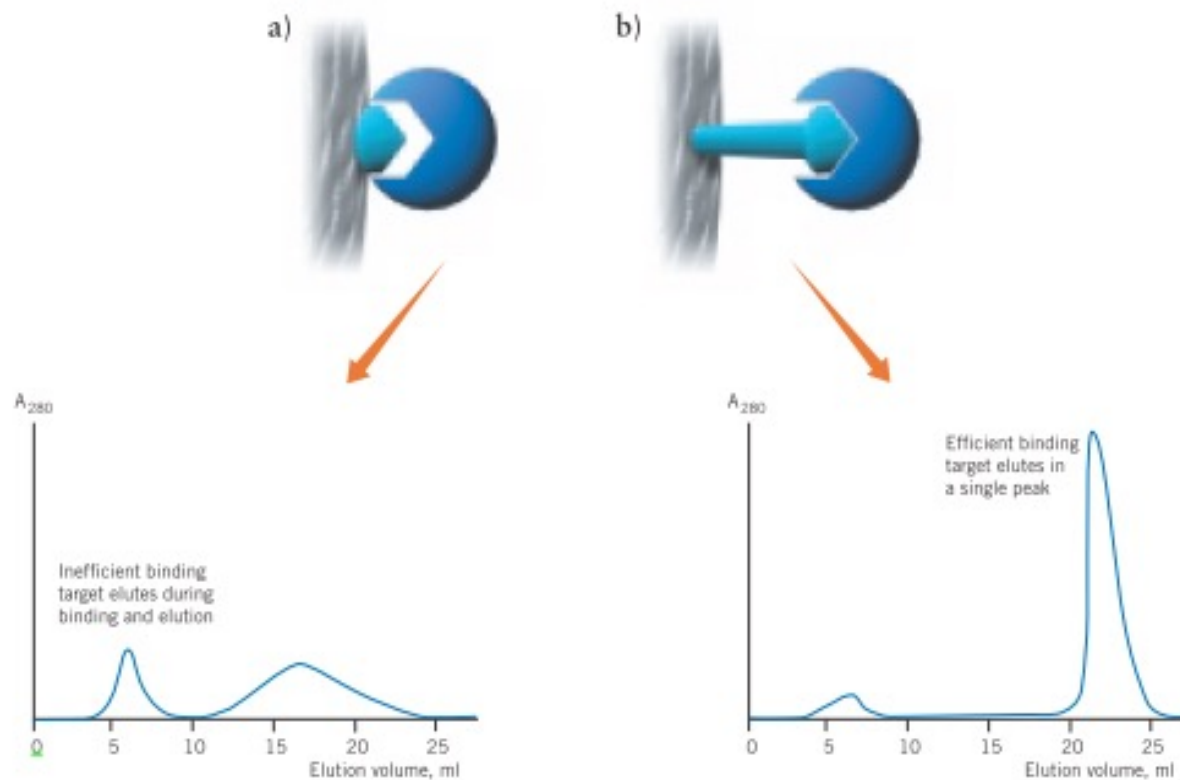 a)
b)
A280
Inefficient binding
target elutes during
binding and elution
0 5 10 15 20 25
Elution volume, ml
A280
Efficient binding
target elutes in
a single peak
0 5 10 15 20 25
Elution volume, ml